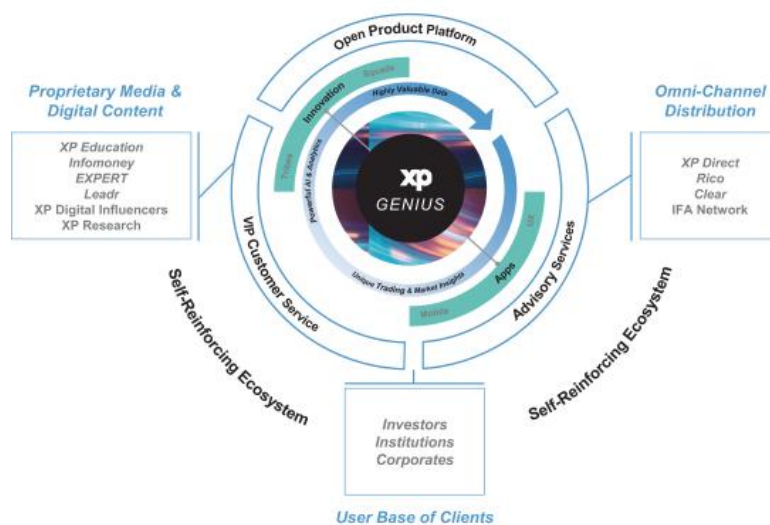 Open Product Platform
Squads
Innovation
Tribes
Highly Valuable Data
Powerful AI & Analytics
Unique Trading & Market Insights
xp
GENIUS
UX
Apps
Mobile
VIP Customer Service
Advisory Services
Proprietary Media &
Digital Content
XP Education
Infomoney
EXPERT
Leadr
XP Digital Influencers
XP Research
Omni-Channel
Distribution
XP Direct
Rico
Clear
IFA Network
Self-Reinforcing Ecosystem
Self-Reinforcing Ecosystem
Investors
Institutions
Corporates
User Base of Clients